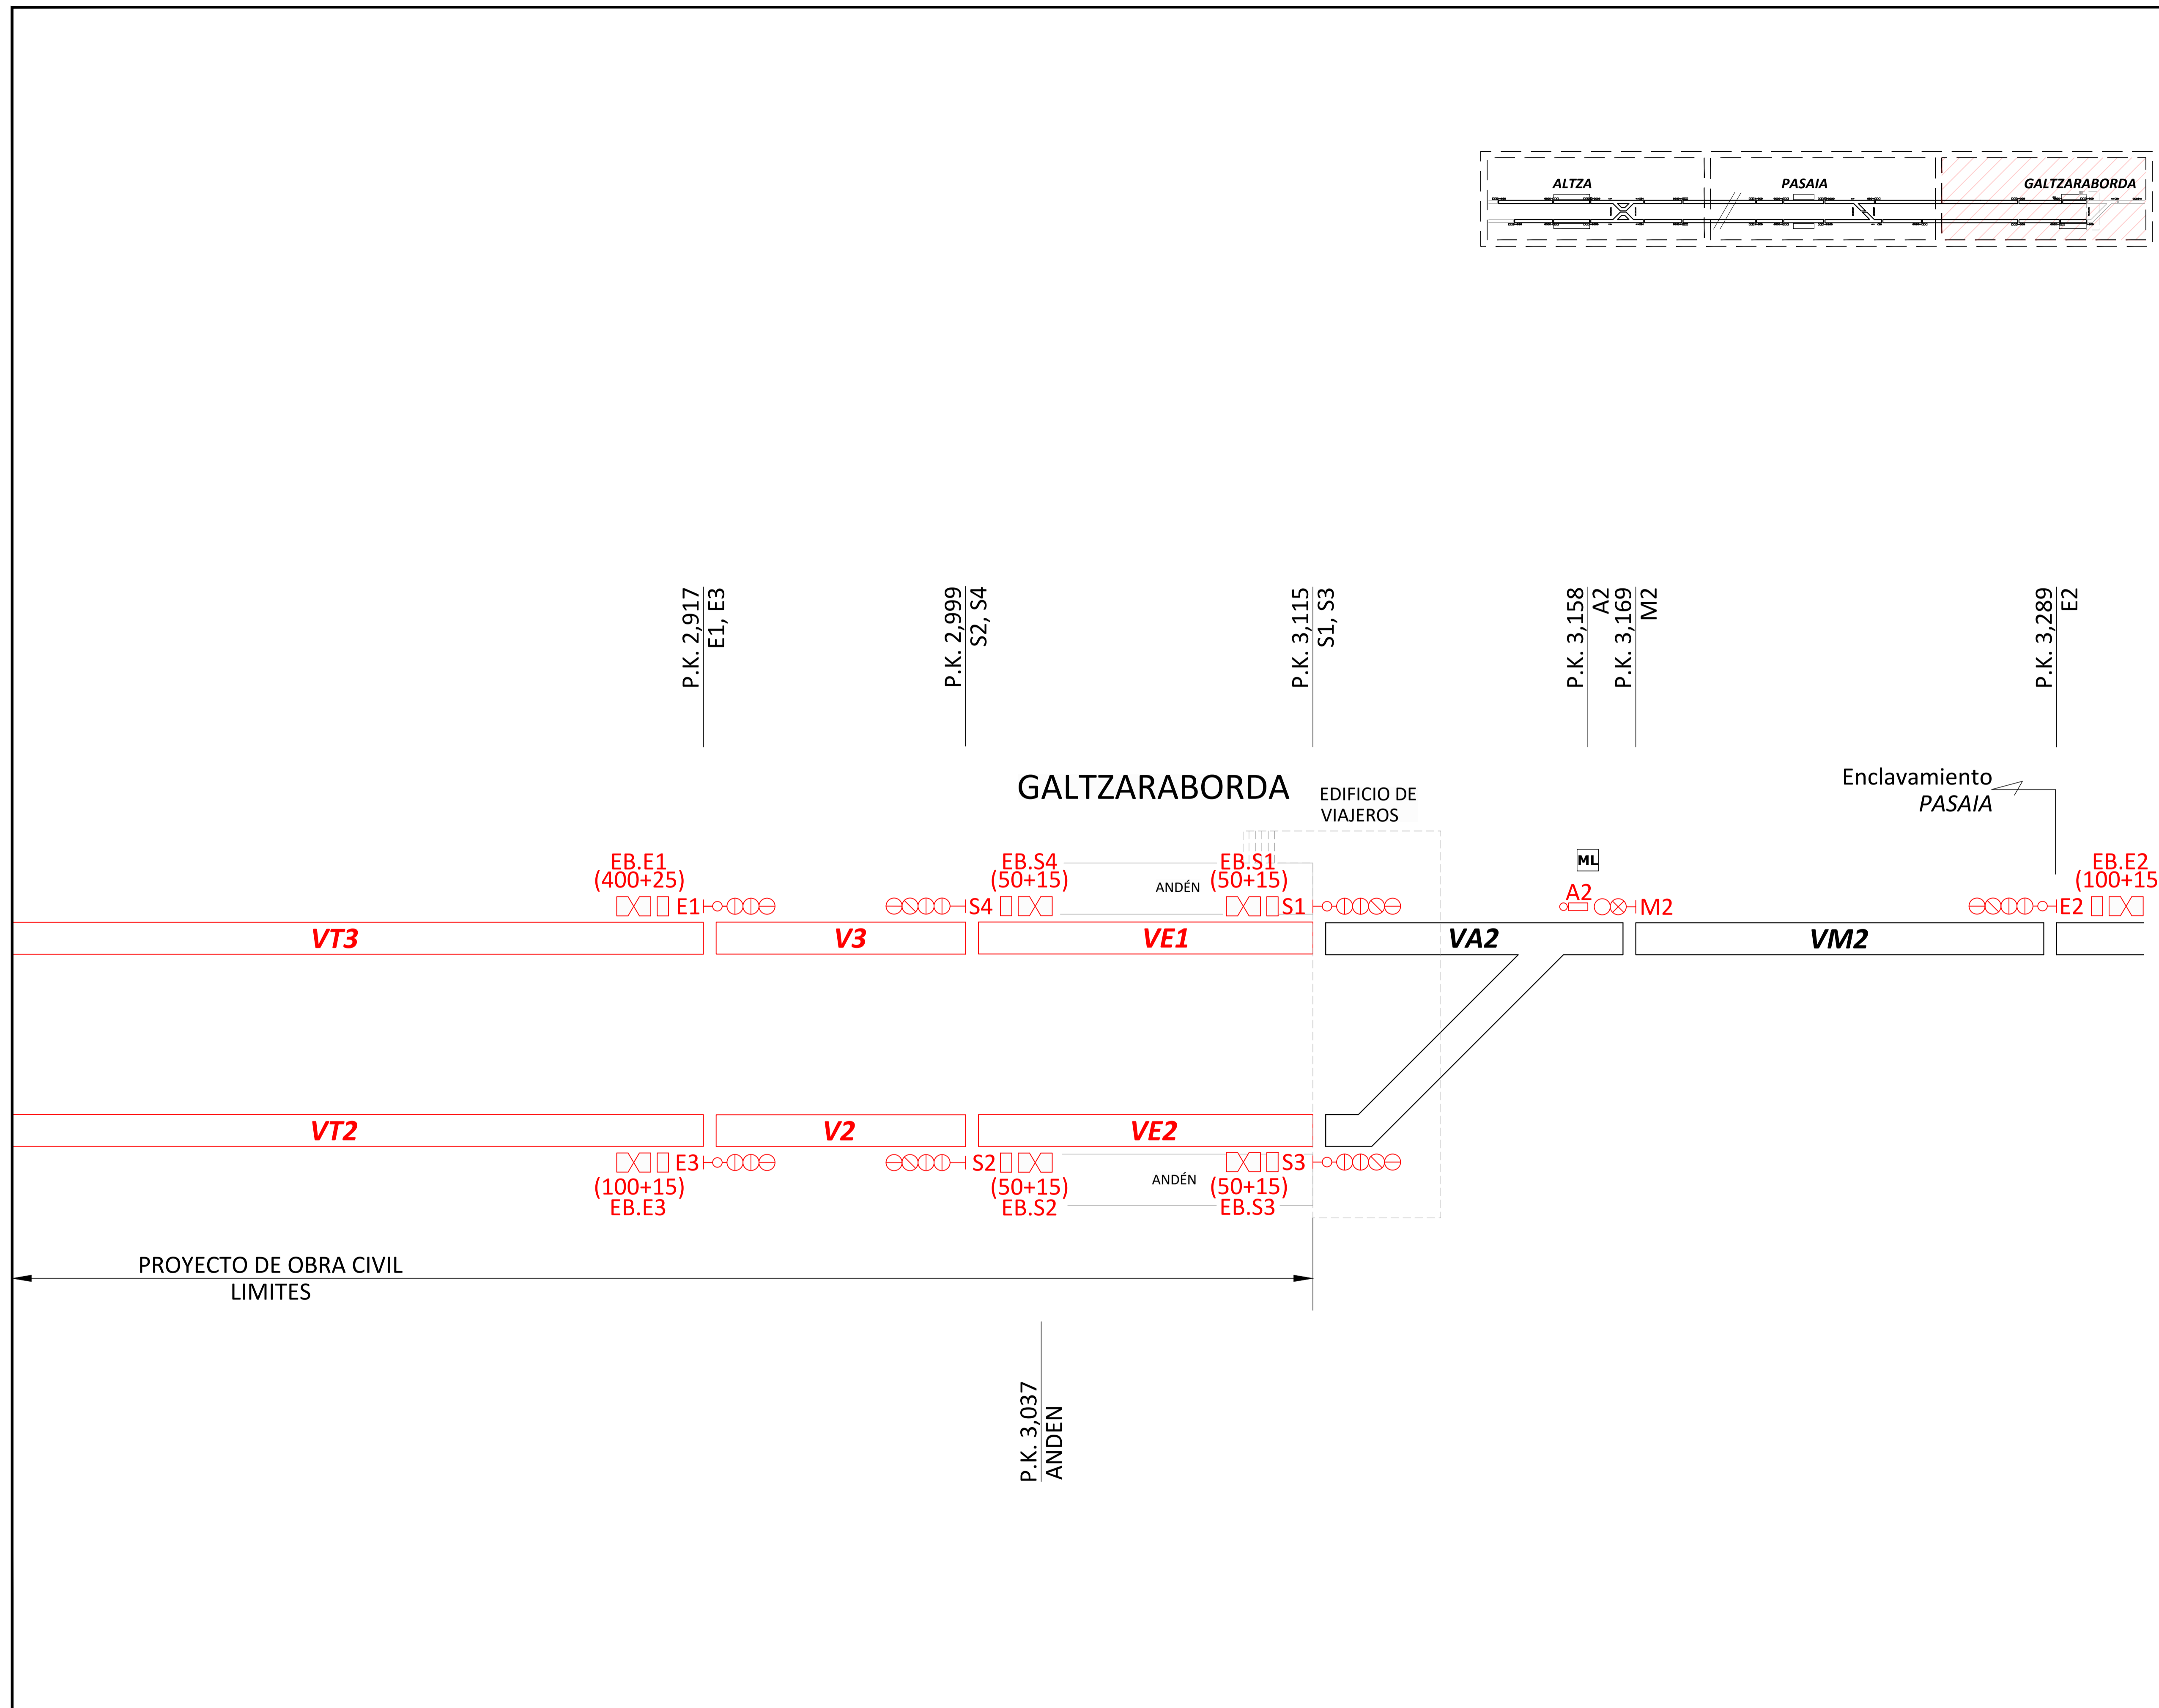 ALTZA
PASAIA
GALTZARABORDA
P.K. 2,917
E1, E3
P.K. 2,999
S2, S4
P.K. 3,115
S1, S3
P.K. 3,158
A2
P.K. 3,169
M2
P.K. 3,289
E2
GALTZARABORDA
EDIFICIO DE
VIAJEROS
Enclavamiento
PASAIA
EB.E1
(400+25)
E1
EB.S4
(50+15)
S4
ANDÉN
EB.S1
(50+15)
S1
ML
A2
M2
EB.E2
(100+15
E2
VT3
V3
VE1
VA2
VM2
VT2
V2
VE2
E3
(100+15)
EB.E3
S2
(50+15)
EB.S2
ANDÉN
S3
(50+15)
EB.S3
PROYECTO DE OBRA CIVIL
LIMITES
P.K. 3,037
ANDEN